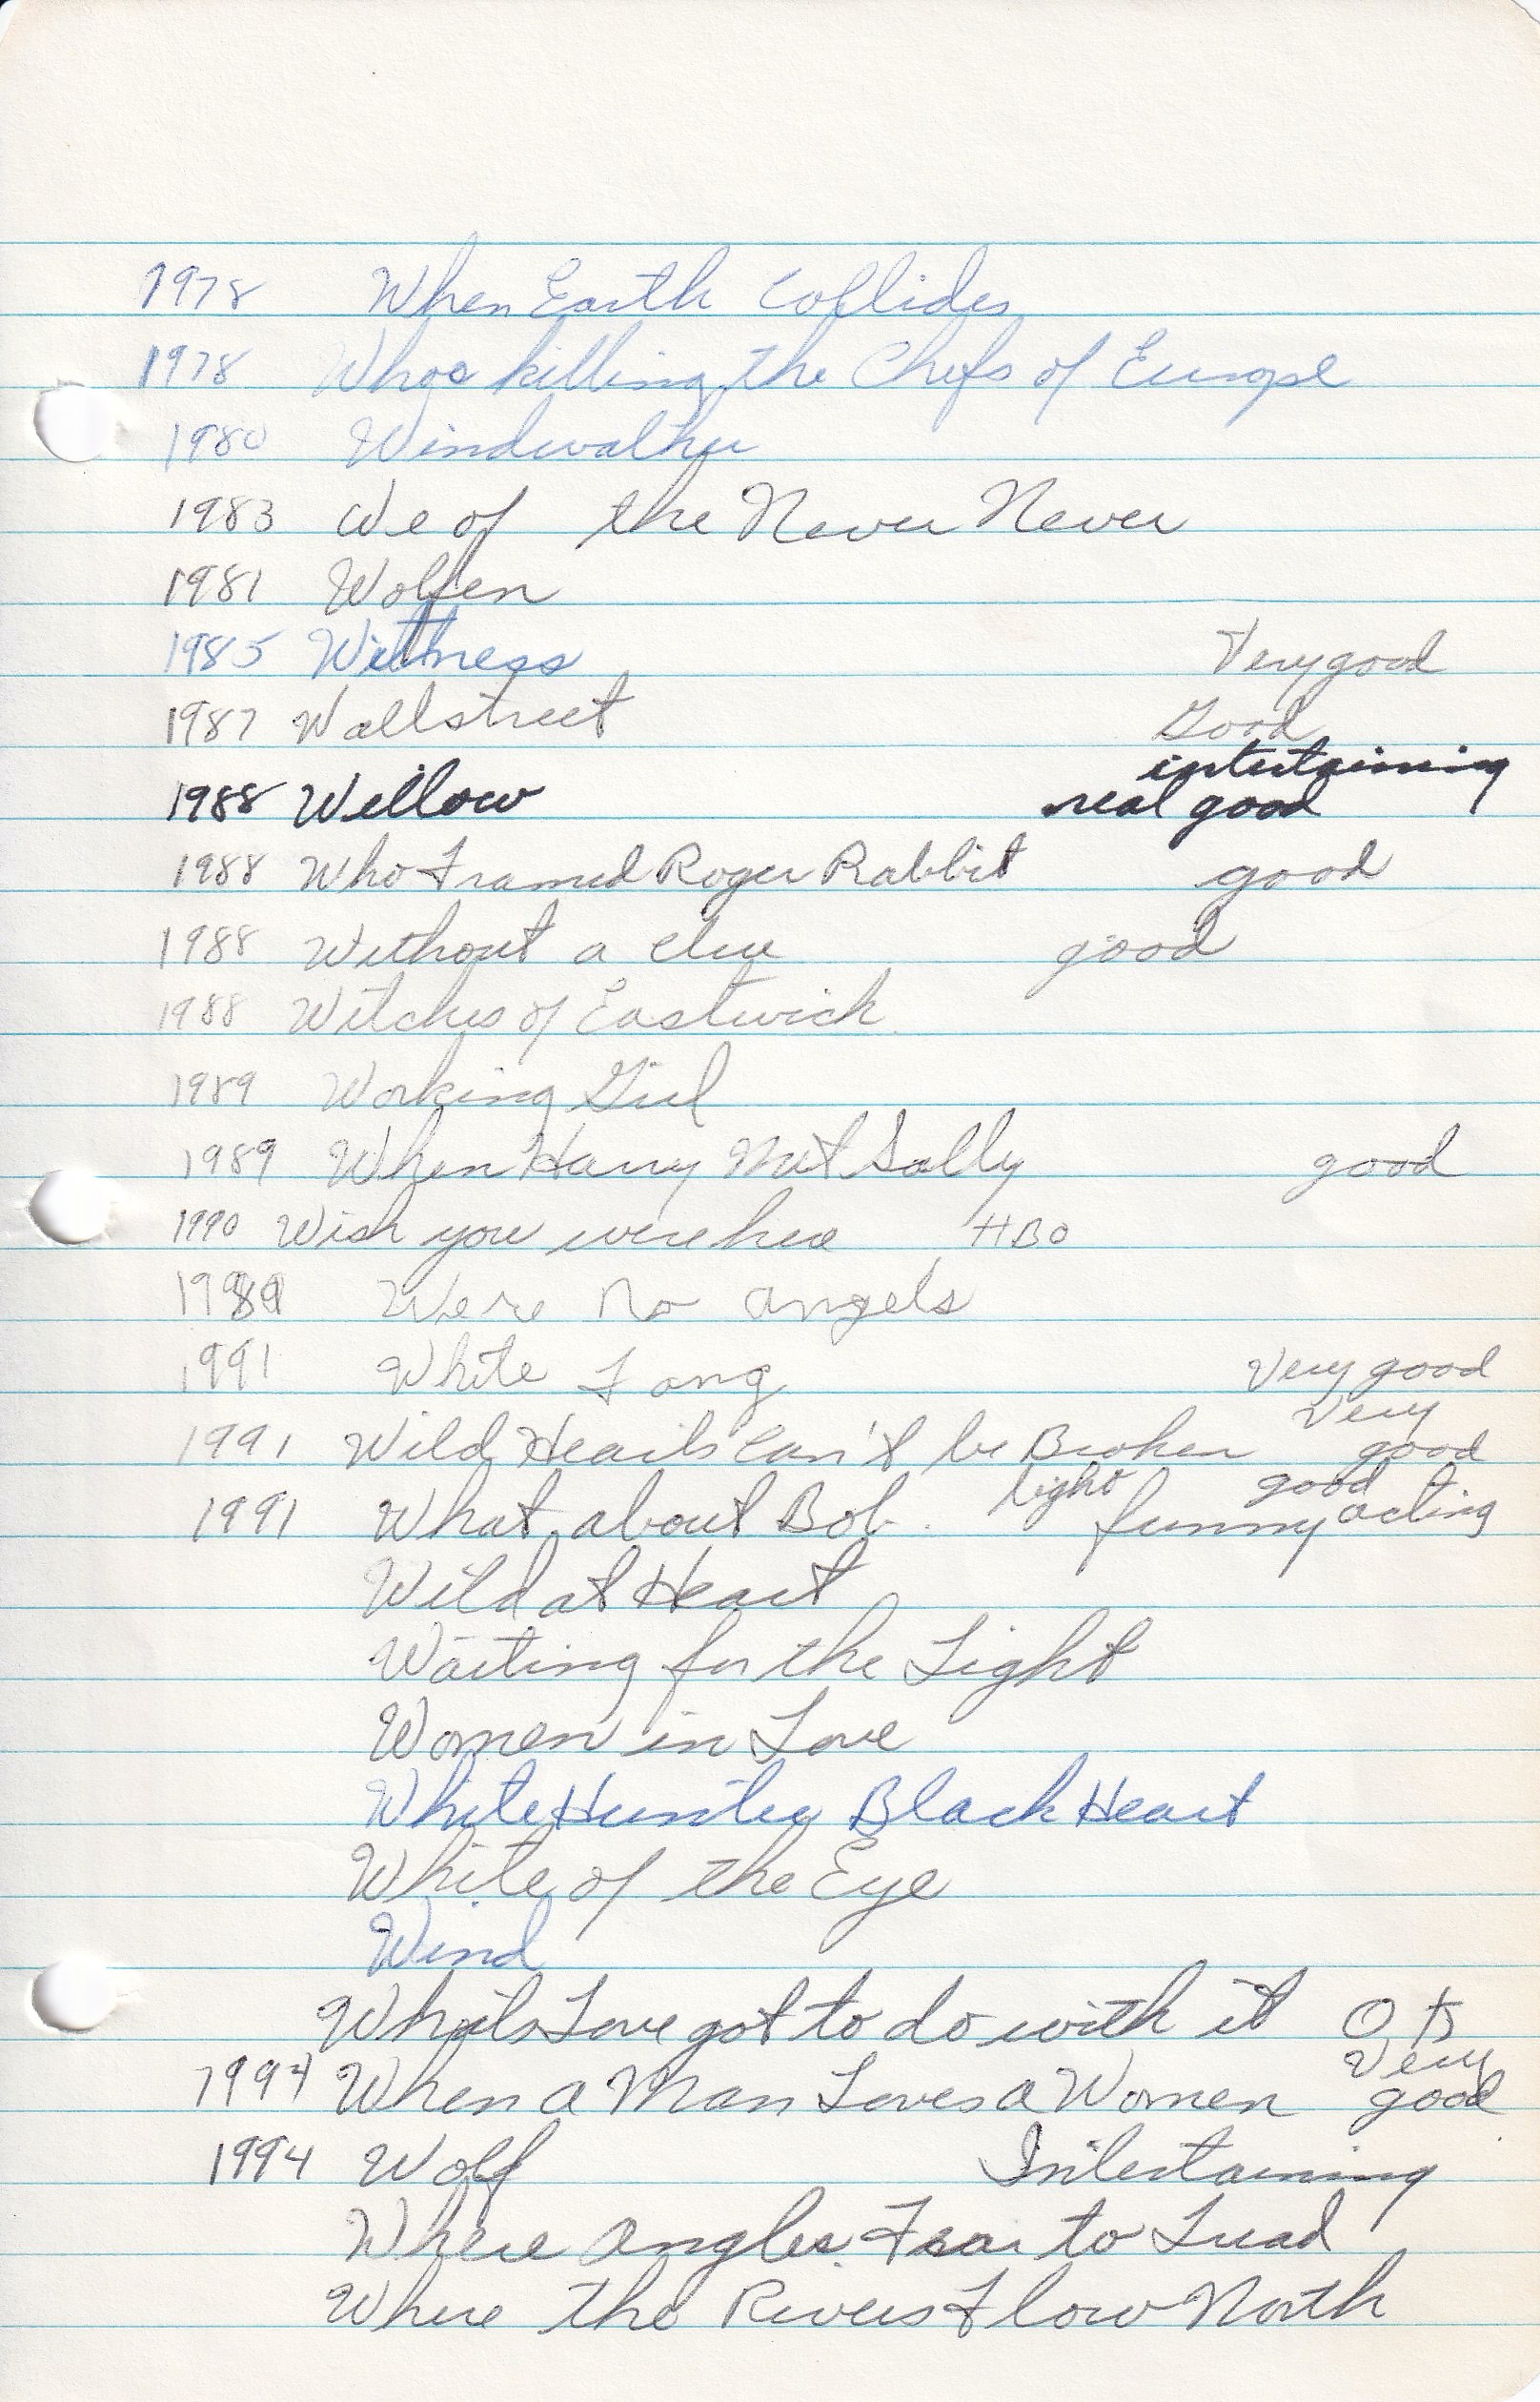 1978 When Earth Collides
1978 Whos killing the Chefs of Europe
1980 Windwalker
1983 We of the Never Never
1981 Wolfen
1985 Wittness Very good
1987 Wallstreet Good
intertaining
1988 Willow real good
1988 Who Framed Roger Rabbit good
1988 Without a clue good
1988 Witches of Eastwick
1989 Working Girl
1989 When Harry Met Sally good
1990 Wish you were here HBO
1989 Were No angels
1991 White Fang Very good
1991 Wild Hearts can't be Broken Very good
1991 What about Bob. light funny good acting
Wild at Heart
Waiting for the Light
Women in Love
White Hunter Black Heart
White of the Eye
Wind
Whats Love got to do with it OK
1994 When a Man Loves a Women Very good
1994 Wolf Intertaining
Where Angles Fear to Tread
Where the Rivers Flow North